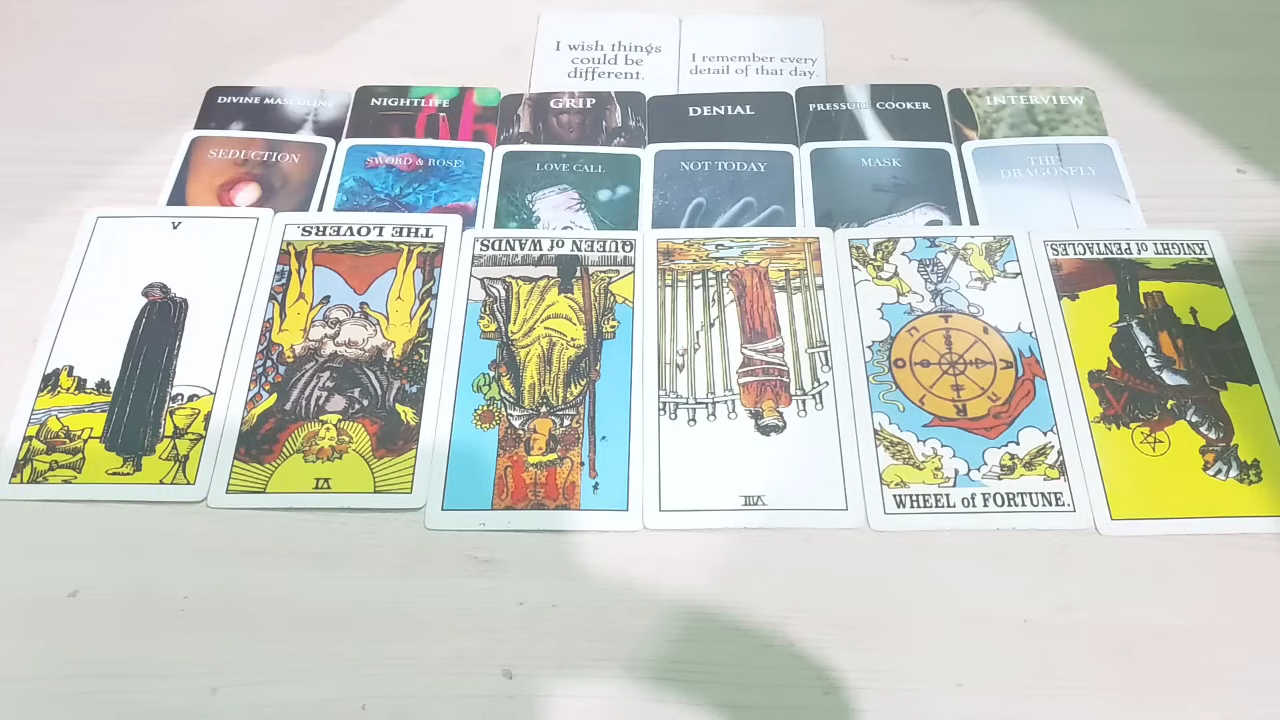 I wish things
could be
different.
I remember every
detail of that day.
DIVINE MASCULINE
NIGHTLIFE
GRIP
DENIAL
PRESSURE COOKER
INTERVIEW
SEDUCTION
SWORD & ROSE
LOVE CALL
NOT TODAY
MASK
THE
DRAGONFLY
V
THE LOVERS.
VI
QUEEN of WANDS.
VIII
WHEEL of FORTUNE.
KNIGHT of PENTACLES